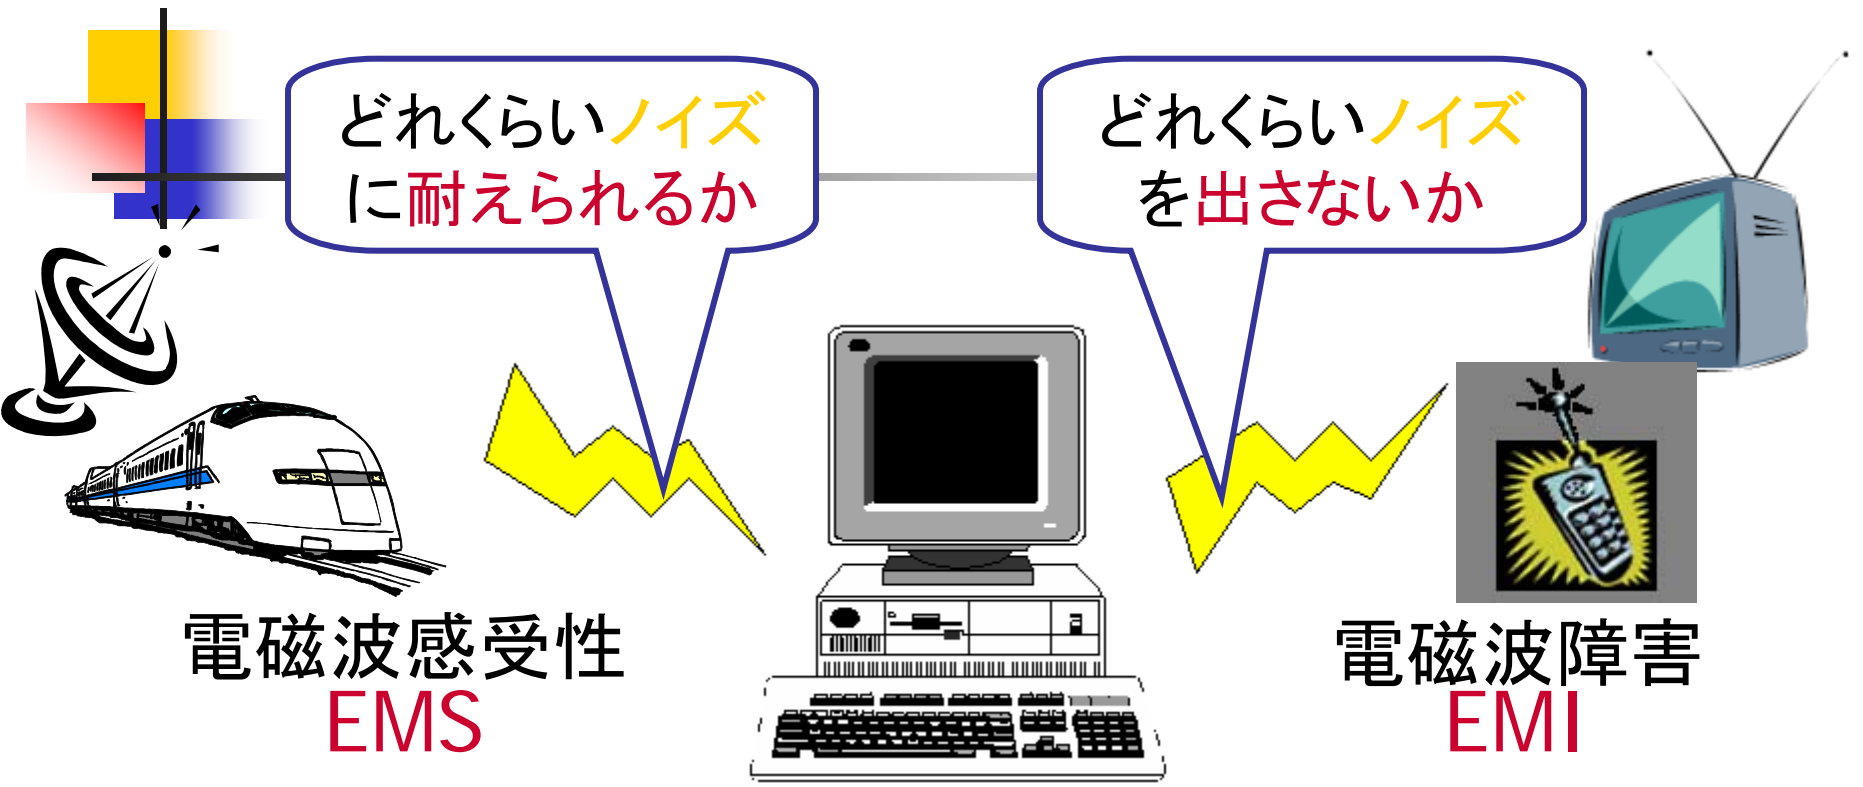 どれくらいノイズ
に耐えられるか
どれくらいノイズ
を出さないか
電磁波感受性
EMS
電磁波障害
EMI